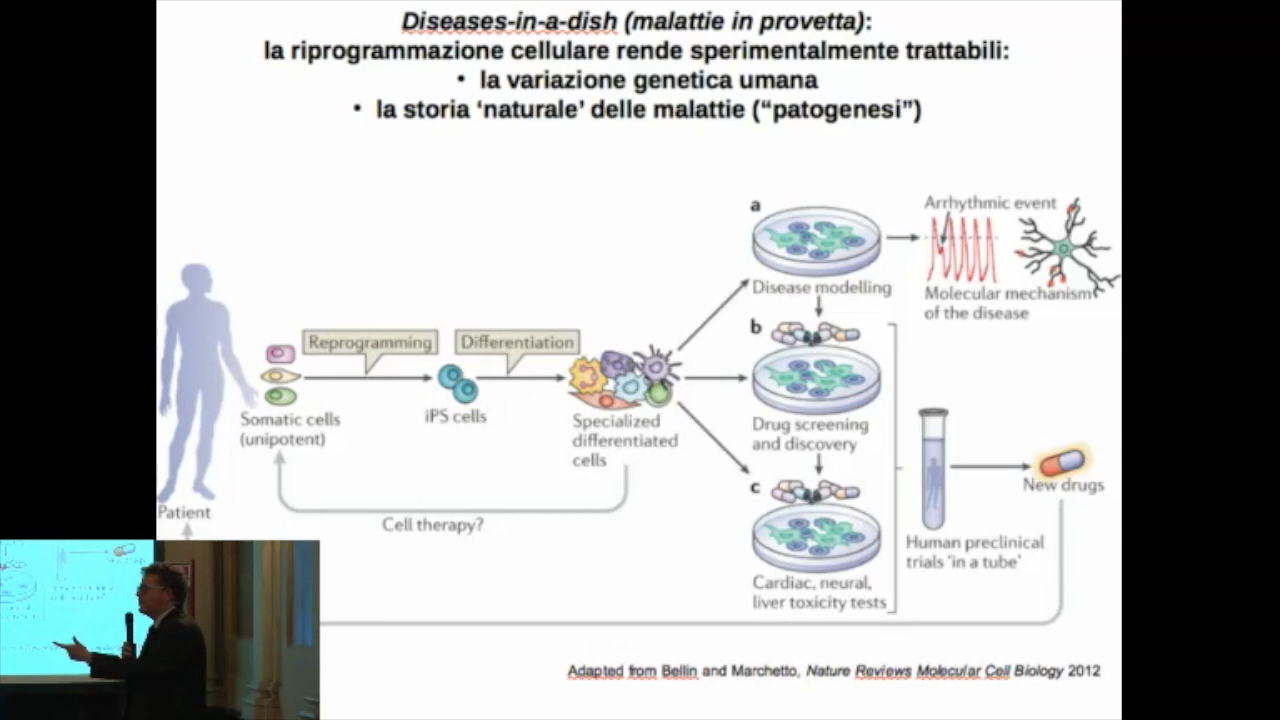 Diseases-in-a-dish (malattie in provetta):
la riprogrammazione cellulare rende sperimentalmente trattabili:
• la variazione genetica umana
• la storia ‘naturale’ delle malattie (“patogenesi”)
a
Arrhythmic event
Disease modelling
Molecular mechanism
of the disease
b
Reprogramming
Differentiation
Somatic cells
(unipotent)
iPS cells
Specialized
differentiated
cells
Drug screening
and discovery
c
New drugs
Patient
Cell therapy?
Human preclinical
trials ‘in a tube’
Cardiac, neural,
liver toxicity tests
Adapted from Bellin and Marchetto, Nature Reviews Molecular Cell Biology 2012